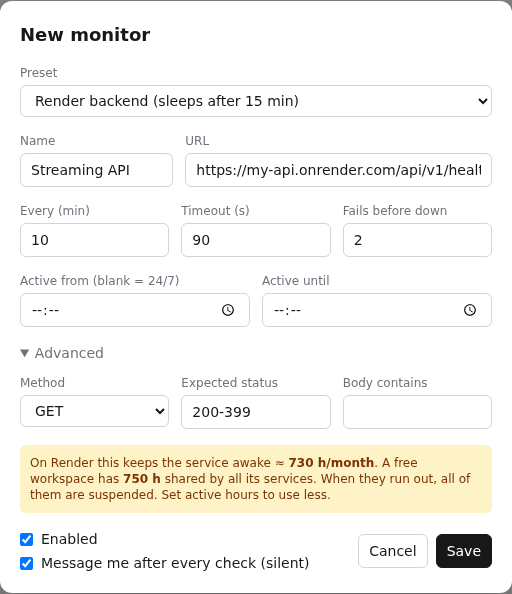 New monitor
Preset
Render backend (sleeps after 15 min)
Name URL
Streaming API https://my-api.onrender.com/api/v1/healt
Every (min) Timeout (s) Fails before down
10 90 2
Active from (blank = 24/7) Active until
--:-- --:--
▼ Advanced
Method Expected status Body contains
GET 200-399
On Render this keeps the service awake ≈ 730 h/month. A free
workspace has 750 h shared by all its services. When they run out, all of
them are suspended. Set active hours to use less.
Enabled
Message me after every check (silent)
Cancel Save